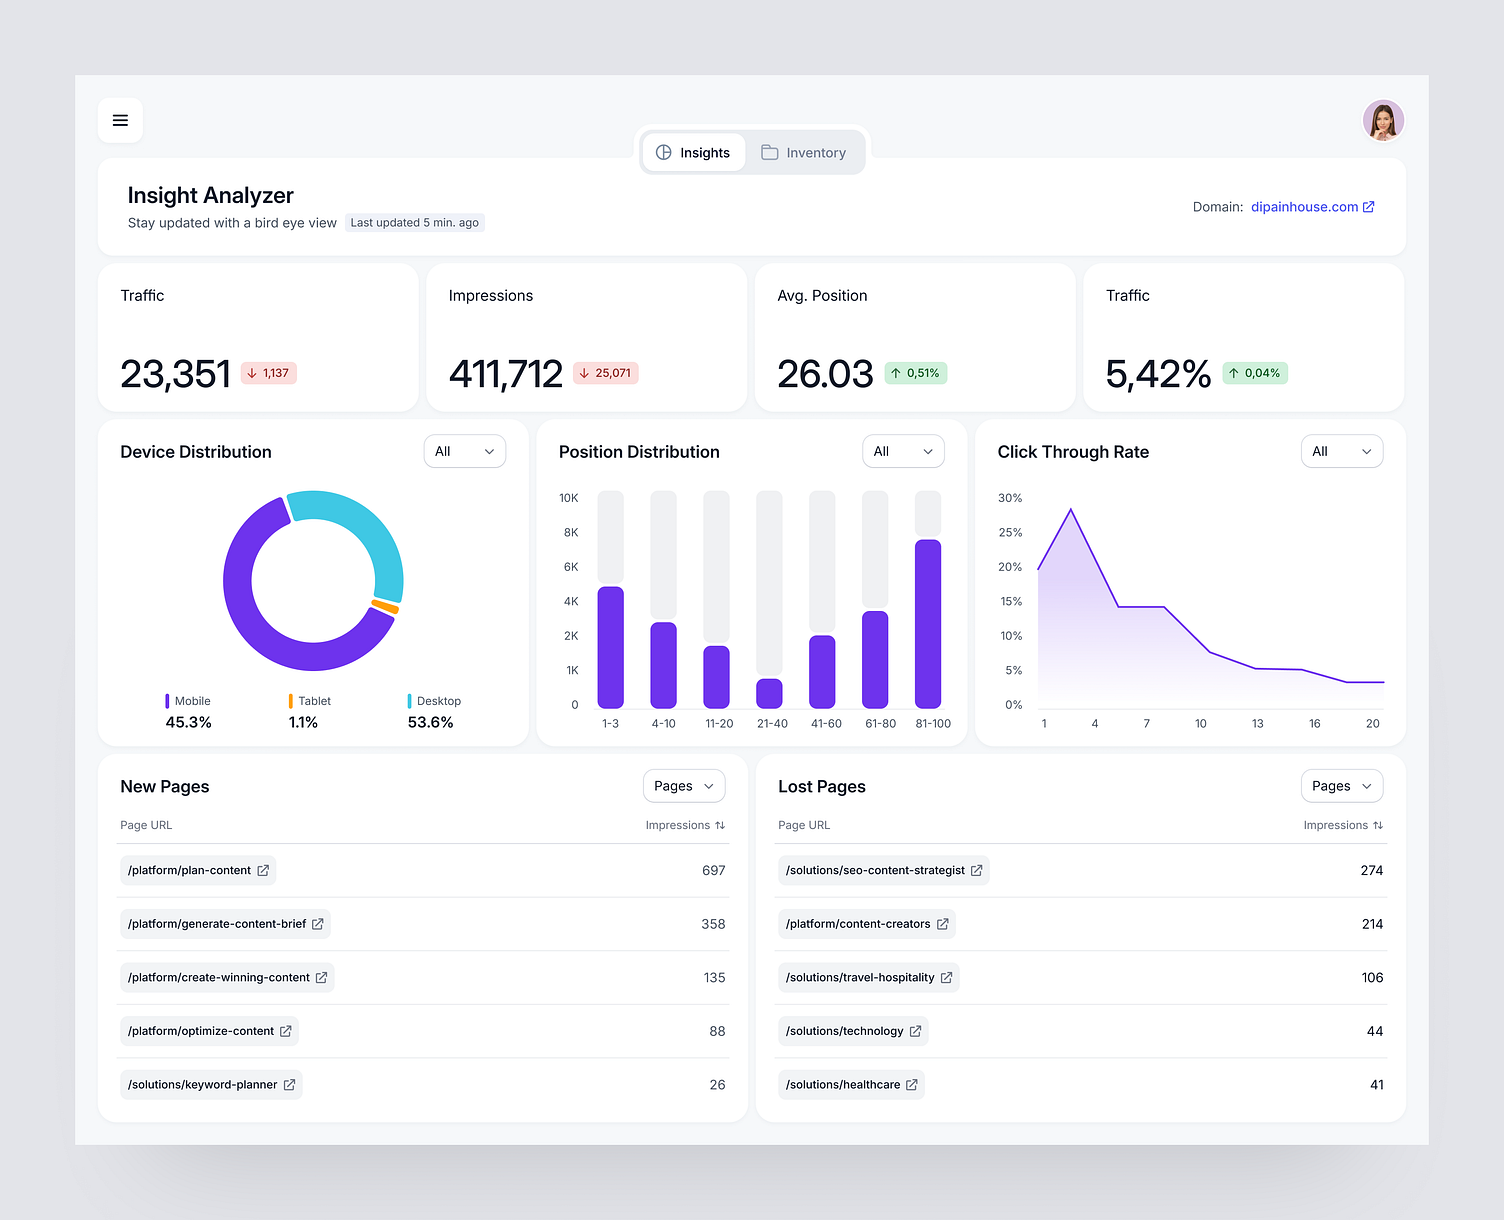 Insights
Inventory
Insight Analyzer
Stay updated with a bird eye view
Last updated 5 min. ago
Domain: dipainhouse.com
Traffic
23,351
1,137
Impressions
411,712
25,071
Avg. Position
26.03
0,51%
Traffic
5,42%
0,04%
Device Distribution
All
Mobile
45.3%
Tablet
1.1%
Desktop
53.6%
Position Distribution
All
10K
8K
6K
4K
2K
1K
0
1-3 4-10 11-20 21-40 41-60 61-80 81-100
Click Through Rate
All
30%
25%
20%
15%
10%
5%
0%
1 4 7 10 13 16 20
New Pages
Pages
Page URL Impressions
/platform/plan-content 697
/platform/generate-content-brief 358
/platform/create-winning-content 135
/platform/optimize-content 88
/solutions/keyword-planner 26
Lost Pages
Pages
Page URL Impressions
/solutions/seo-content-strategist 274
/platform/content-creators 214
/solutions/travel-hospitality 106
/solutions/technology 44
/solutions/healthcare 41